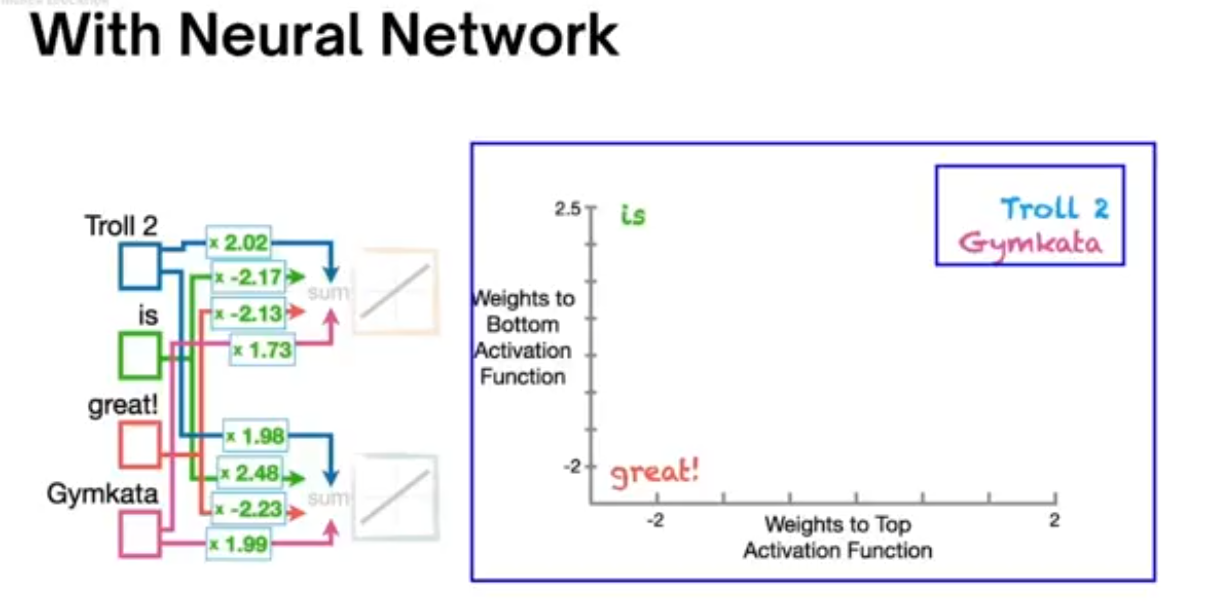 With Neural Network
Troll 2
is
great!
Gymkata
x 2.02
x -2.17
x -2.13
x 1.73
sum
x 1.98
x 2.48
x -2.23
x 1.99
sum
2.5
is
Troll 2
Gymkata
Weights to
Bottom
Activation
Function
-2
great!
-2
2
Weights to Top
Activation Function